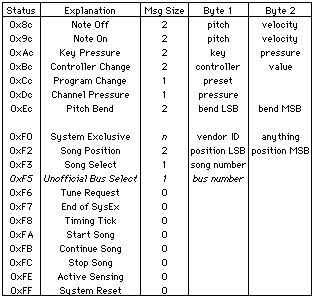 Status Explanation Msg Size Byte 1 Byte 2
0x8c Note Off 2 pitch velocity
0x9c Note On 2 pitch velocity
0xAc Key Pressure 2 key pressure
0xBc Controller Change 2 controller value
0xCc Program Change 1 preset
0xDc Channel Pressure 1 pressure
0xEc Pitch Bend 2 bend LSB bend MSB
0xF0 System Exclusive n vendor ID anything
0xF2 Song Position 2 position LSB position MSB
0xF3 Song Select 1 song number
0xF5 Unofficial Bus Select 1 bus number
0xF6 Tune Request 0
0xF7 End of SysEx 0
0xF8 Timing Tick 0
0xFA Start Song 0
0xFB Continue Song 0
0xFC Stop Song 0
0xFE Active Sensing 0
0xFF System Reset 0